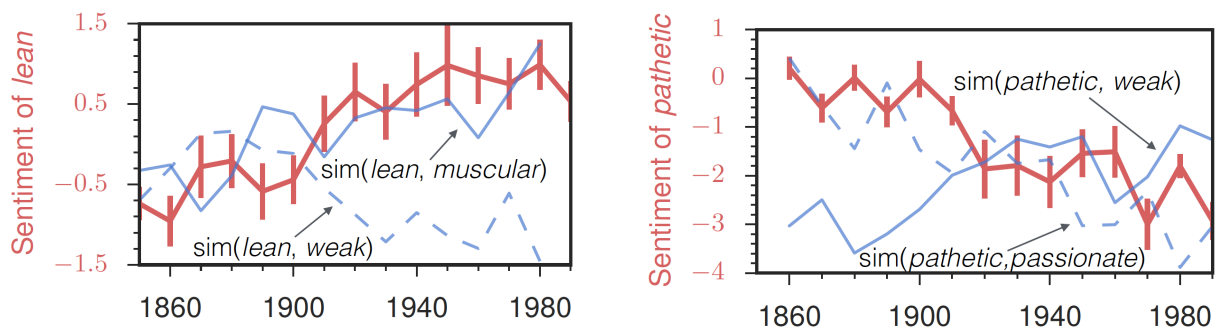 Sentiment of lean
1.5
0.5
−0.5
−1.5
sim(lean, muscular)
sim(lean, weak)
1860 1900 1940 1980
Sentiment of pathetic
1
0
−1
−2
−3
−4
sim(pathetic, weak)
sim(pathetic,passionate)
1860 1900 1940 1980